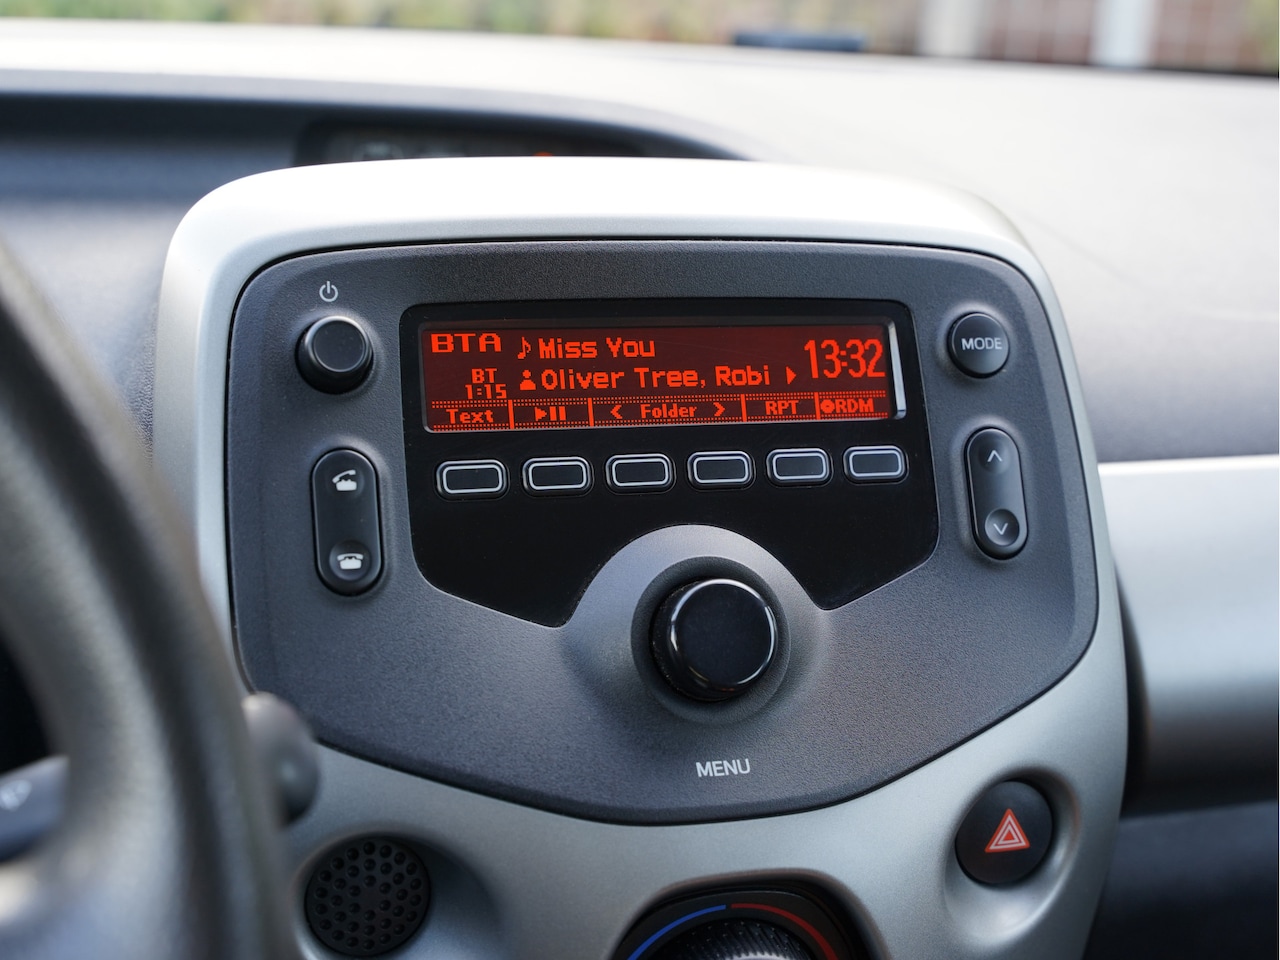 BTA
Miss You
13:32
BT
Oliver Tree, Robi
1:15
Text
< Folder >
RPT
RDM
MODE
MENU